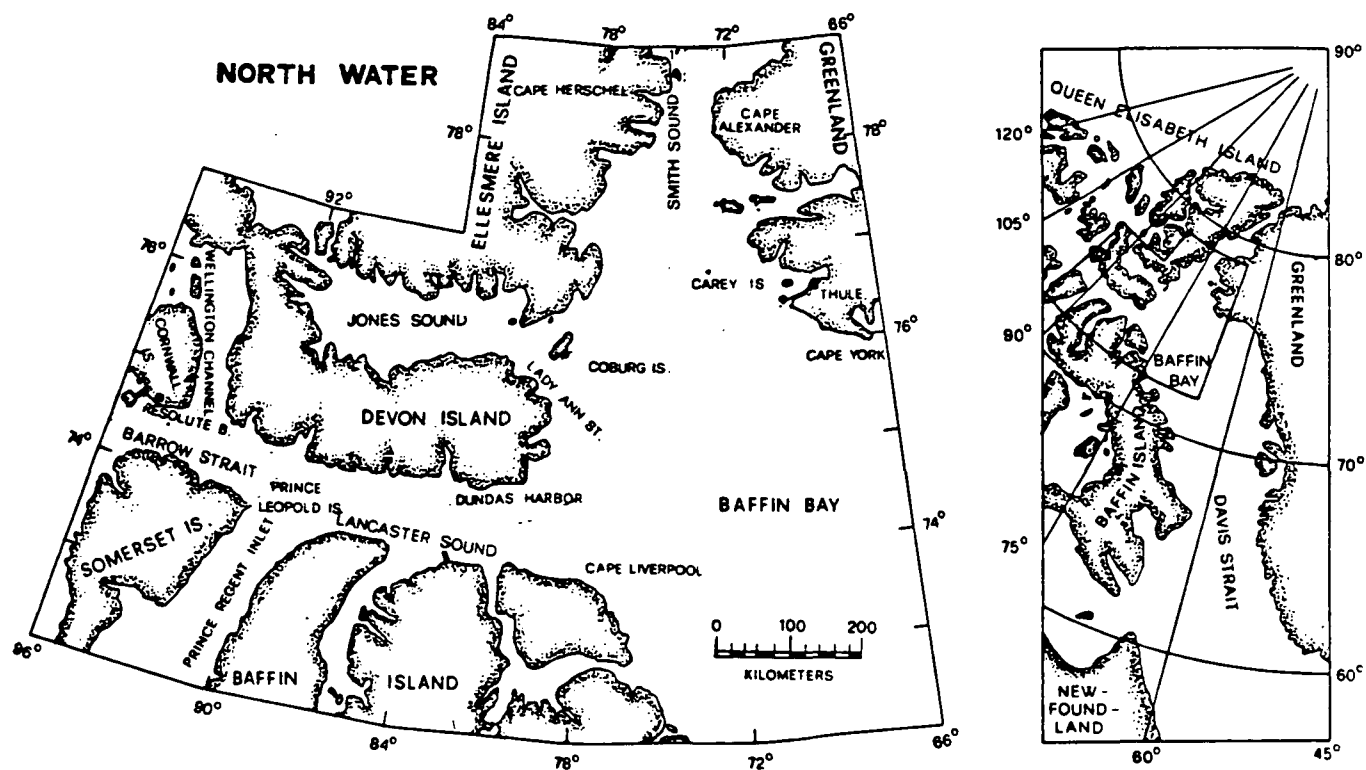 NORTH WATER
84°
78°
72°
66°
ELLESMERE ISLAND
CAPE HERSCHEL
SMITH SOUND
CAPE
ALEXANDER
GREENLAND
78°
78°
92°
76°
WELLINGTON CHANNEL
CORNWALL
IS
RESOLUTE B.
JONES SOUND
CAREY IS
THULE
76°
CAPE YORK
COBURG IS.
LADY ANN ST.
DEVON ISLAND
74°
BARROW STRAIT
PRINCE
LEOPOLD IS.
DUNDAS HARBOR
BAFFIN BAY
74°
SOMERSET IS
PRINCE REGENT INLET
LANCASTER SOUND
CAPE LIVERPOOL
0 100 200
KILOMETERS
BAFFIN
ISLAND
96°
90°
84°
78°
72°
66°
90°
QUEEN ELISABETH ISLAND
120°
105°
80°
GREENLAND
90°
BAFFIN
BAY
70°
BAFFIN ISLAND
75°
DAVIS STRAIT
60°
NEW-
FOUND-
LAND
60°
45°